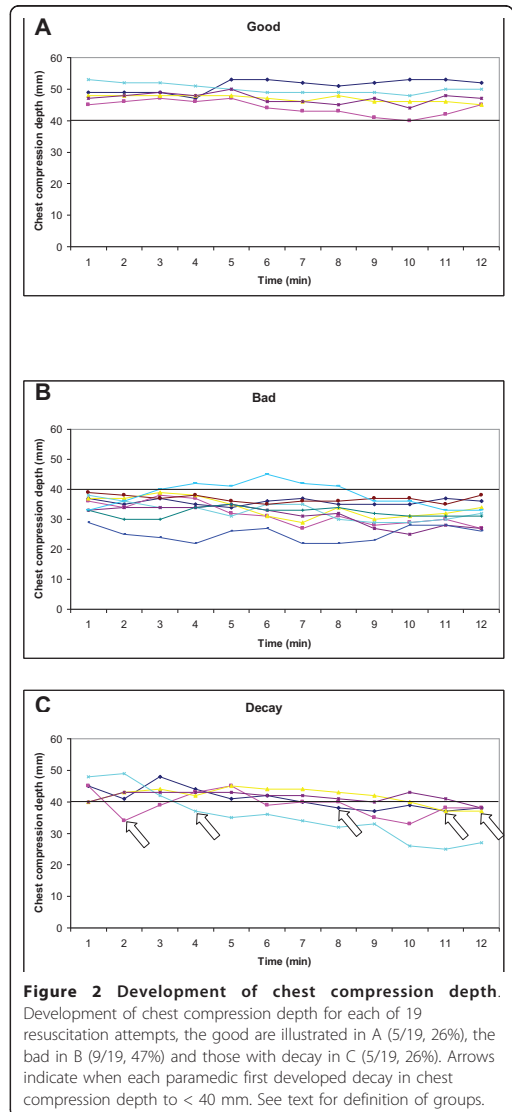 A
Good
Chest compression depth (mm)
60
50
40
30
20
10
0
1 2 3 4 5 6 7 8 9 10 11 12
Time (min)
B
Bad
Chest compression depth (mm)
60
50
40
30
20
10
0
1 2 3 4 5 6 7 8 9 10 11 12
Time (min)
C
Decay
Chest compression depth (mm)
60
50
40
30
20
10
0
1 2 3 4 5 6 7 8 9 10 11 12
Time (min)
Figure 2 Development of chest compression depth.
Development of chest compression depth for each of 19
resuscitation attempts, the good are illustrated in A (5/19, 26%), the
bad in B (9/19, 47%) and those with decay in C (5/19, 26%). Arrows
indicate when each paramedic first developed decay in chest
compression depth to < 40 mm. See text for definition of groups.